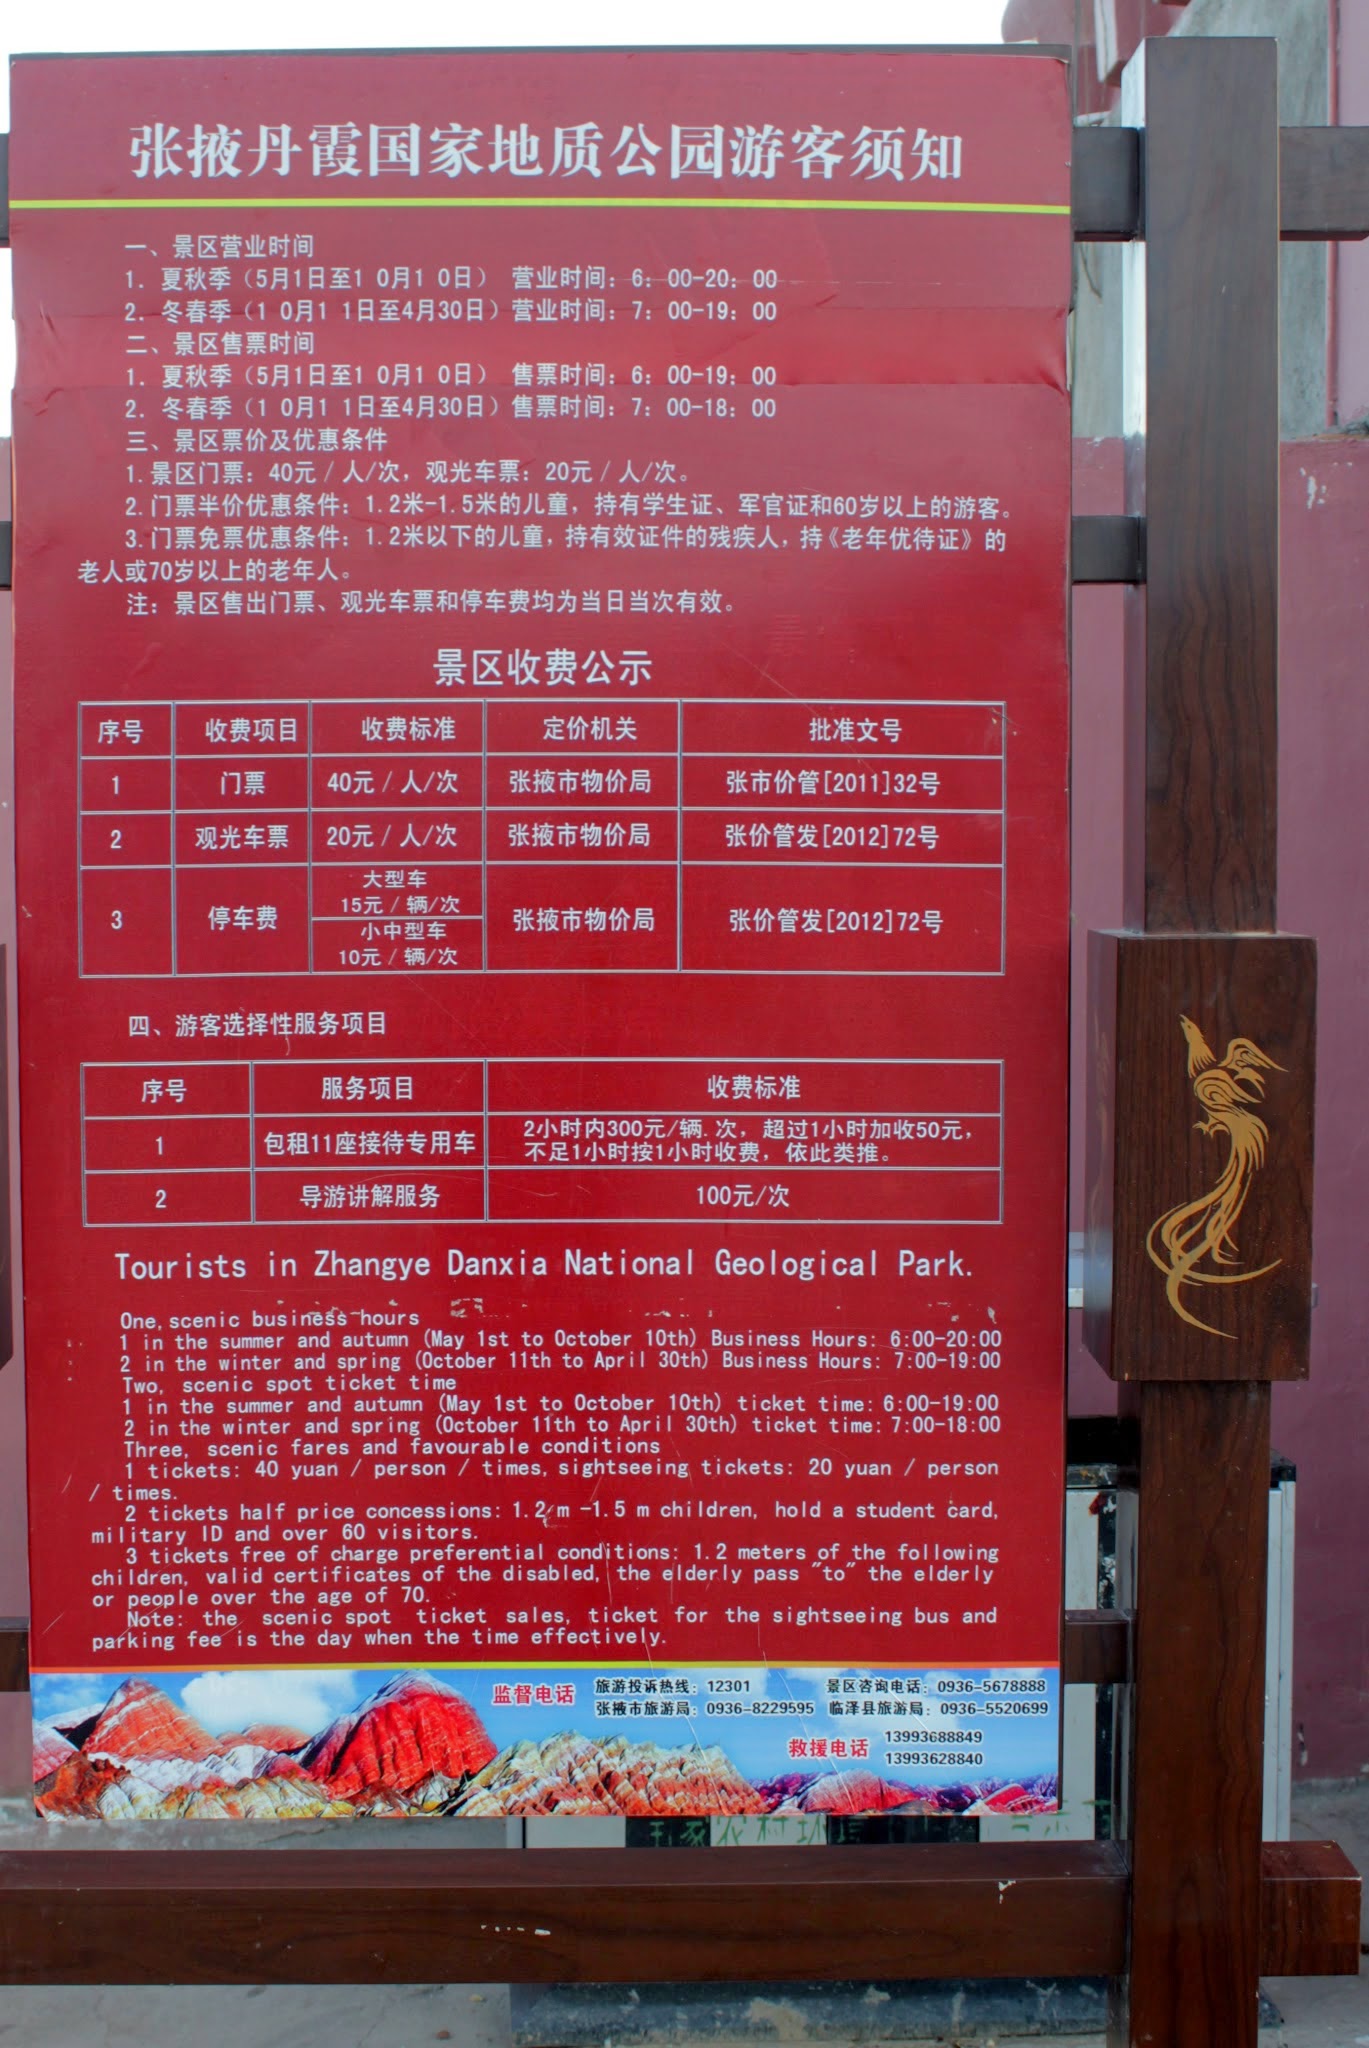 张掖丹霞国家地质公园游客须知
一、景区营业时间
1. 夏秋季（5月1日至1 0月1 0日） 营业时间：6：00-20：00
2. 冬春季（1 0月1 1日至4月30日）营业时间：7：00-19：00
二、景区售票时间
1. 夏秋季（5月1日至1 0月1 0日） 售票时间：6：00-19：00
2. 冬春季（1 0月1 1日至4月30日）售票时间：7：00-18：00
三、景区票价及优惠条件
1.景区门票：40元 / 人/次，观光车票：20元 / 人/次。
2.门票半价优惠条件：1.2米-1.5米的儿童，持有学生证、军官证和60岁以上的游客。
3.门票免票优惠条件：1.2米以下的儿童，持有效证件的残疾人，持《老年优待证》的
老人或70岁以上的老年人。
注：景区售出门票、观光车票和停车费均为当日当次有效。
景区收费公示
序号 收费项目 收费标准 定价机关 批准文号
1 门票 40元 / 人/次 张掖市物价局 张市价管[2011]32号
2 观光车票 20元 / 人/次 张掖市物价局 张价管发[2012]72号
3 停车费 大型车 15元 / 辆/次 张掖市物价局 张价管发[2012]72号
小中型车 10元 / 辆/次
四、游客选择性服务项目
序号 服务项目 收费标准
1 包租11座接待专用车 2小时内300元/辆.次，超过1小时加收50元，
不足1小时按1小时收费，依此类推。
2 导游讲解服务 100元/次
Tourists in Zhangye Danxia National Geological Park.
One,scenic business hours
1 in the summer and autumn (May 1st to October 10th) Business Hours: 6:00-20:00
2 in the winter and spring (October 11th to April 30th) Business Hours: 7:00-19:00
Two, scenic spot ticket time
1 in the summer and autumn (May 1st to October 10th) ticket time: 6:00-19:00
2 in the winter and spring (October 11th to April 30th) ticket time: 7:00-18:00
Three, scenic fares and favourable conditions
1 tickets: 40 yuan / person / times, sightseeing tickets: 20 yuan / person
/ times.
2 tickets half price concessions: 1.2 m -1.5 m children, hold a student card,
military ID and over 60 visitors.
3 tickets free of charge preferential conditions: 1.2 meters of the following
children, valid certificates of the disabled, the elderly pass "to" the elderly
or people over the age of 70.
Note: the scenic spot ticket sales, ticket for the sightseeing bus and
parking fee is the day when the time effectively.
监督电话 旅游投诉热线：12301 景区咨询电话：0936-5678888
张掖市旅游局：0936-8229595 临泽县旅游局：0936-5520699
救援电话 13993688849
13993628840
农村环